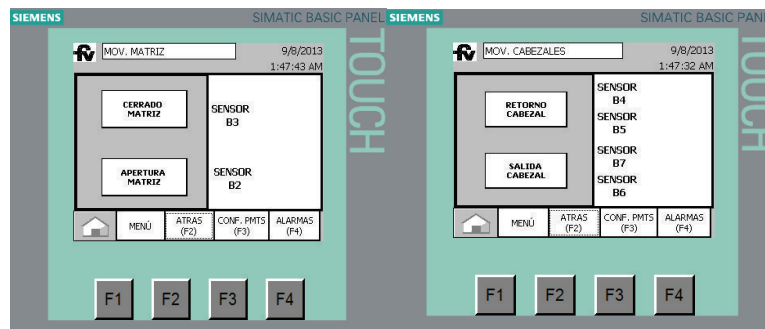 SIEMENS
SIMATIC BASIC PANEL
TOUCH
fv
MOV. MATRIZ
9/8/2013
1:47:43 AM
CERRADO
MATRIZ
SENSOR
B3
APERTURA
MATRIZ
SENSOR
B2
MENÚ
ATRAS
(F2)
CONF. PMTS
(F3)
ALARMAS
(F4)
F1
F2
F3
F4
SIEMENS
SIMATIC BASIC PAN
TOUCH
fv
MOV. CABEZALES
9/8/2013
1:47:32 AM
RETORNO
CABEZAL
SENSOR
B4
SENSOR
B5
SALIDA
CABEZAL
SENSOR
B7
SENSOR
B6
MENÚ
ATRAS
(F2)
CONF. PMTS
(F3)
ALARMAS
(F4)
F1
F2
F3
F4